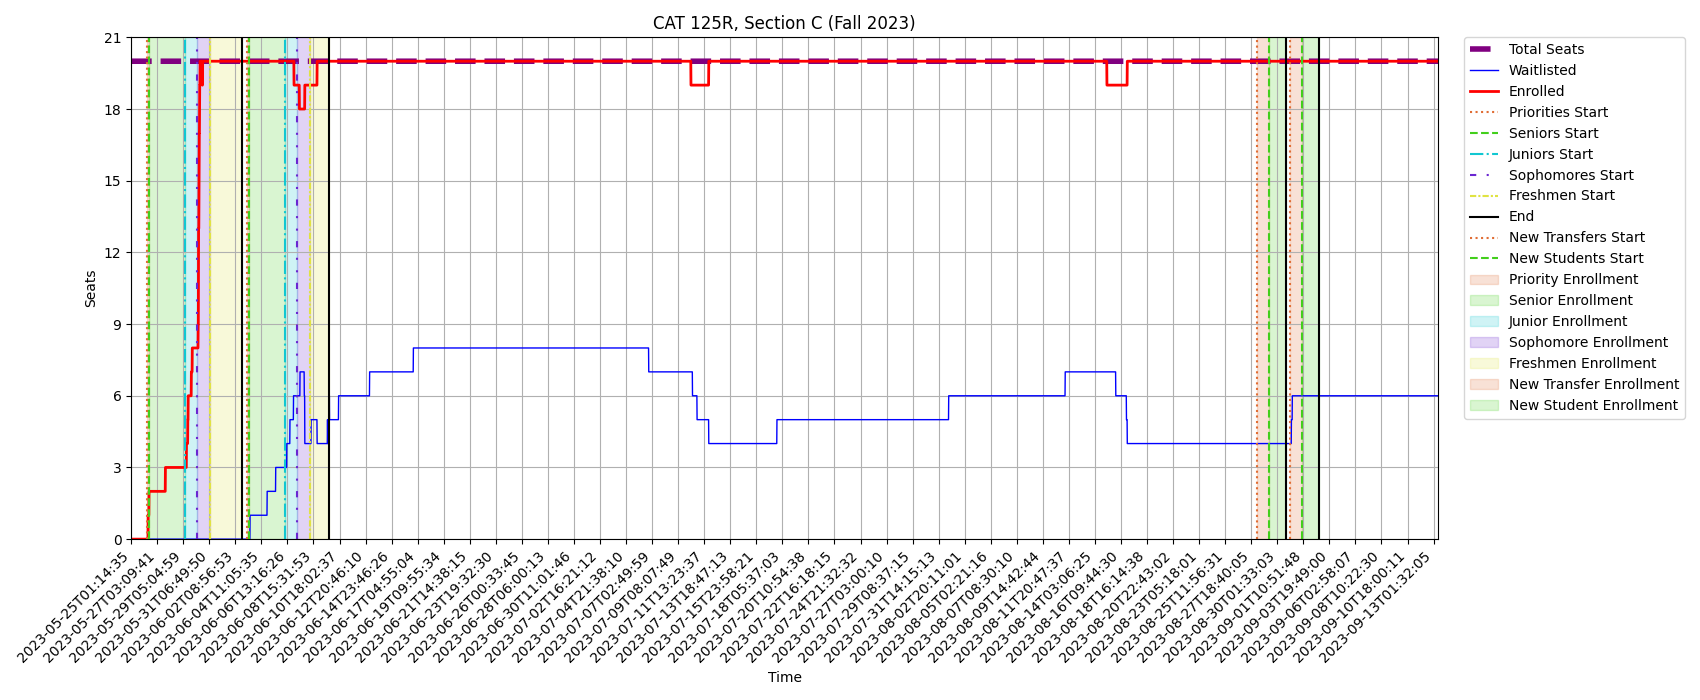 CAT 125R, Section C (Fall 2023)
Seats
21
18
15
12
9
6
3
0
2023-05-25T01:14:35
2023-05-27T03:09:41
2023-05-29T05:04:59
2023-05-31T06:49:50
2023-06-02T08:56:53
2023-06-04T11:05:35
2023-06-06T13:16:26
2023-06-08T15:31:53
2023-06-10T18:02:37
2023-06-12T20:46:10
2023-06-14T23:46:26
2023-06-17T04:55:04
2023-06-19T09:55:34
2023-06-21T14:38:15
2023-06-23T19:32:30
2023-06-26T00:33:45
2023-06-28T06:00:13
2023-06-30T11:01:46
2023-07-02T16:21:12
2023-07-04T21:38:10
2023-07-07T02:49:59
2023-07-09T08:07:49
2023-07-11T13:23:37
2023-07-13T18:47:13
2023-07-15T23:58:21
2023-07-18T05:37:03
2023-07-20T10:54:38
2023-07-22T16:18:15
2023-07-24T21:32:32
2023-07-27T03:00:10
2023-07-29T08:37:15
2023-07-31T14:15:13
2023-08-02T20:11:01
2023-08-05T02:21:16
2023-08-07T08:30:10
2023-08-09T14:42:44
2023-08-11T20:47:37
2023-08-14T03:06:25
2023-08-16T09:44:30
2023-08-18T16:14:38
2023-08-20T22:43:02
2023-08-23T05:18:01
2023-08-25T11:56:31
2023-08-27T18:40:05
2023-08-30T01:33:03
2023-09-01T10:51:48
2023-09-03T19:49:00
2023-09-06T02:58:07
2023-09-08T10:22:30
2023-09-10T18:00:11
2023-09-13T01:32:05
Time
Total Seats
Waitlisted
Enrolled
Priorities Start
Seniors Start
Juniors Start
Sophomores Start
Freshmen Start
End
New Transfers Start
New Students Start
Priority Enrollment
Senior Enrollment
Junior Enrollment
Sophomore Enrollment
Freshmen Enrollment
New Transfer Enrollment
New Student Enrollment